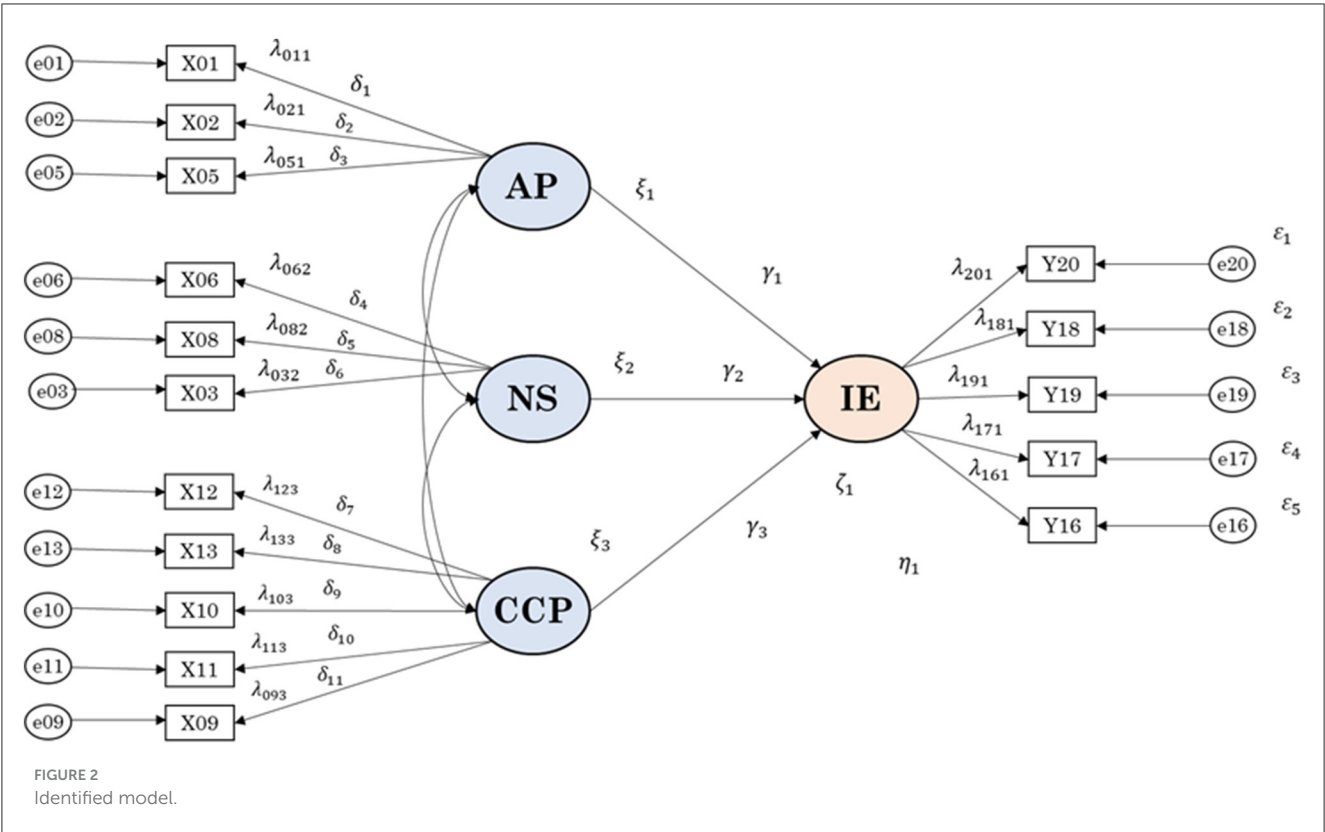 e01 X01 λ011
δ1
e02 X02 λ021 δ2
e05 X05 λ051 δ3
AP ξ1
γ1
λ201 Y20 e20 ε1
e06 X06 λ062
δ4
e08 X08 λ082 δ5
e03 X03 λ032 δ6
NS ξ2 γ2 IE
λ181 Y18 e18 ε2
λ191 Y19 e19 ε3
λ171 Y17 e17 ε4
λ161 Y16 e16 ε5
ζ1
η1
e12 X12 λ123
δ7
e13 X13 λ133 δ8
e10 X10 λ103 δ9
CCP ξ3 γ3
e11 X11 λ113 δ10
e09 X09 λ093 δ11
FIGURE 2
Identified model.